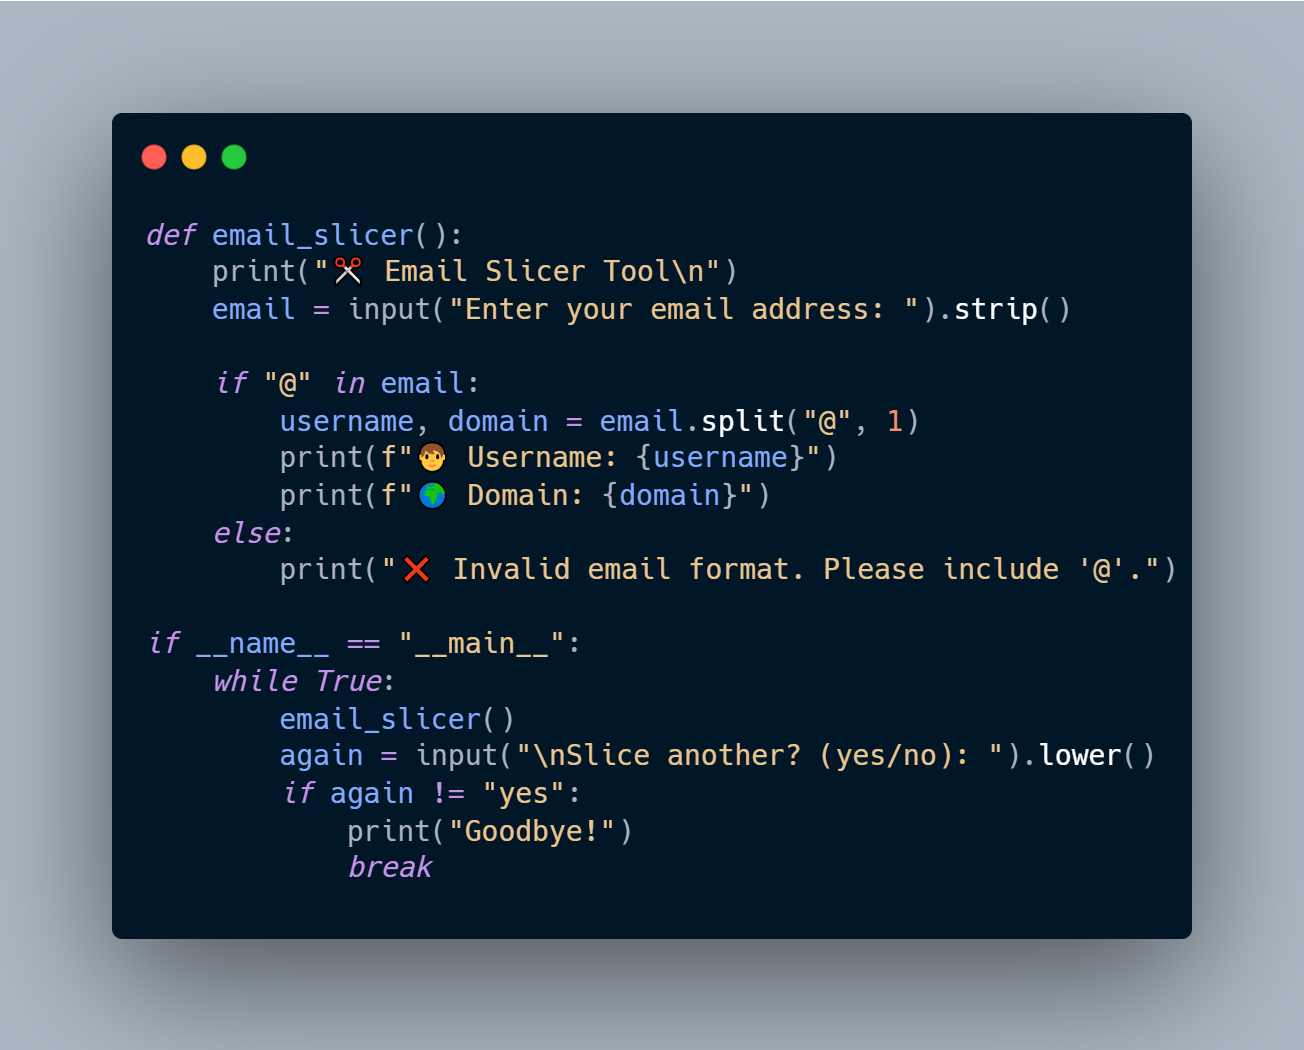 def email_slicer():
    print("✂️ Email Slicer Tool\n")
    email = input("Enter your email address: ").strip()

    if "@" in email:
        username, domain = email.split("@", 1)
        print(f"🧑 Username: {username}")
        print(f"🌍 Domain: {domain}")
    else:
        print("❌ Invalid email format. Please include '@'.")

if __name__ == "__main__":
    while True:
        email_slicer()
        again = input("\nSlice another? (yes/no): ").lower()
        if again != "yes":
            print("Goodbye!")
            break